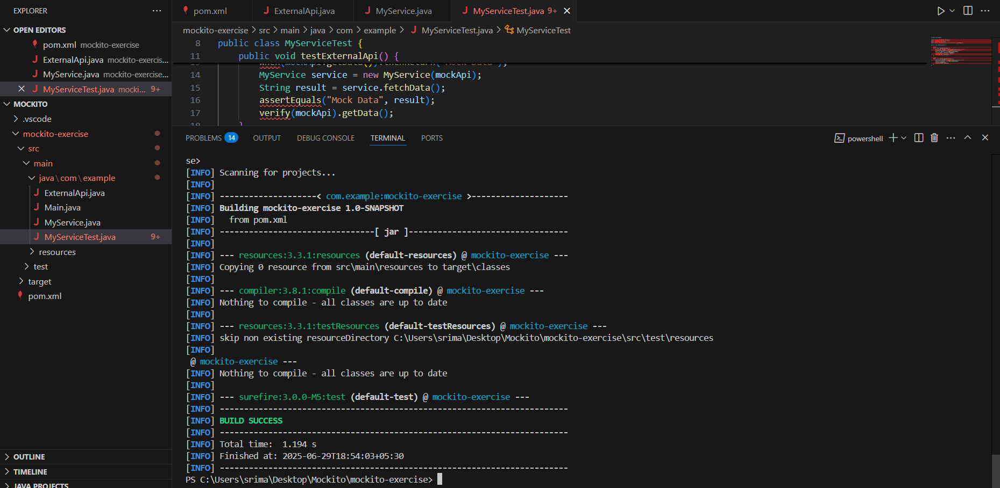 EXPLORER
OPEN EDITORS
pom.xml mockito-exercise
ExternalApi.java mockito-exercis...
MyService.java mockito-exercise...
MyServiceTest.java mocki... 9+
MOCKITO
.vscode
mockito-exercise
src
main
java\com\example
ExternalApi.java
Main.java
MyService.java
MyServiceTest.java 9+
resources
test
target
pom.xml
OUTLINE
TIMELINE
JAVA PROJECTS
pom.xml ExternalApi.java MyService.java MyServiceTest.java 9+
mockito-exercise > src > main > java > com > example > MyServiceTest.java > MyServiceTest
8 public class MyServiceTest {
11 public void testExternalApi() {
13 when(mockApi.getData()).thenReturn("Mock Data");
14 MyService service = new MyService(mockApi);
15 String result = service.fetchData();
16 assertEquals("Mock Data", result);
17 verify(mockApi).getData();
18 }
PROBLEMS 14 OUTPUT DEBUG CONSOLE TERMINAL PORTS powershell
se>
[INFO] Scanning for projects...
[INFO]
[INFO] --------------------< com.example:mockito-exercise >--------------------
[INFO] Building mockito-exercise 1.0-SNAPSHOT
[INFO]   from pom.xml
[INFO] --------------------------------[ jar ]---------------------------------
[INFO]
[INFO] --- resources:3.3.1:resources (default-resources) @ mockito-exercise ---
[INFO] Copying 0 resource from src\main\resources to target\classes
[INFO]
[INFO] --- compiler:3.8.1:compile (default-compile) @ mockito-exercise ---
[INFO] Nothing to compile - all classes are up to date
[INFO]
[INFO] --- resources:3.3.1:testResources (default-testResources) @ mockito-exercise ---
[INFO] skip non existing resourceDirectory C:\Users\srima\Desktop\Mockito\mockito-exercise\src\test\resources
[INFO]
@ mockito-exercise ---
[INFO] Nothing to compile - all classes are up to date
[INFO]
[INFO] --- surefire:3.0.0-M5:test (default-test) @ mockito-exercise ---
[INFO] ------------------------------------------------------------------------
[INFO] BUILD SUCCESS
[INFO] ------------------------------------------------------------------------
[INFO] Total time:  1.194 s
[INFO] Finished at: 2025-06-29T18:54:03+05:30
[INFO] ------------------------------------------------------------------------
PS C:\Users\srima\Desktop\Mockito\mockito-exercise>